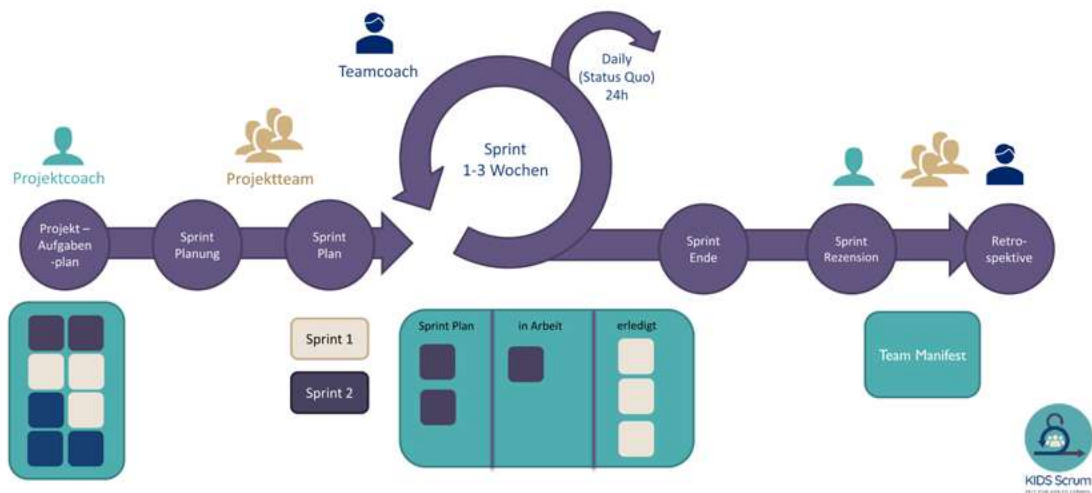 Teamcoach
Daily
(Status Quo)
24h
Sprint
1-3 Wochen
Projektcoach
Projektteam
Projekt –
Aufgaben
-plan
Sprint
Planung
Sprint
Plan
Sprint
Ende
Sprint
Rezension
Retro-
spektive
Sprint 1
Sprint 2
Sprint Plan
in Arbeit
erledigt
Team Manifest
KIDS Scrum